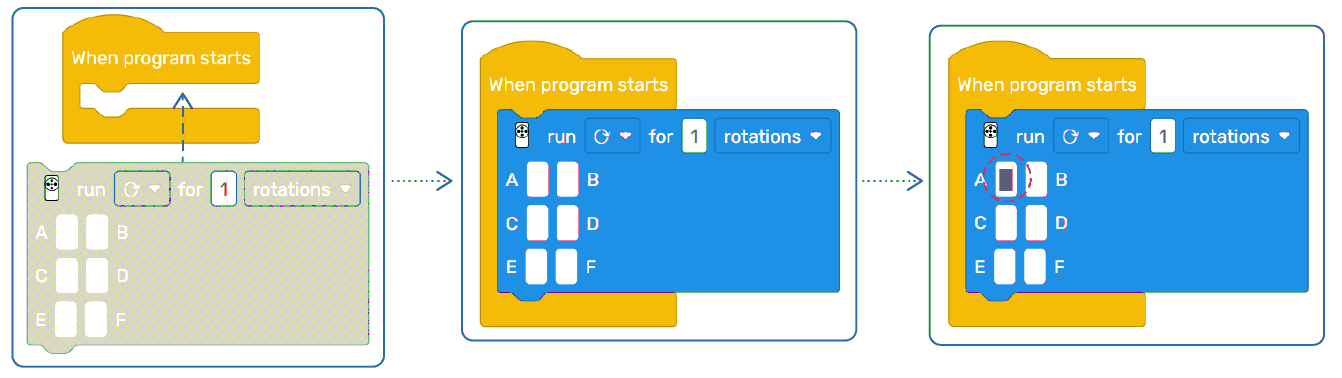 When program starts
run for 1 rotations
A B
C D
E F
When program starts
run for 1 rotations
A B
C D
E F
When program starts
run for 1 rotations
A B
C D
E F